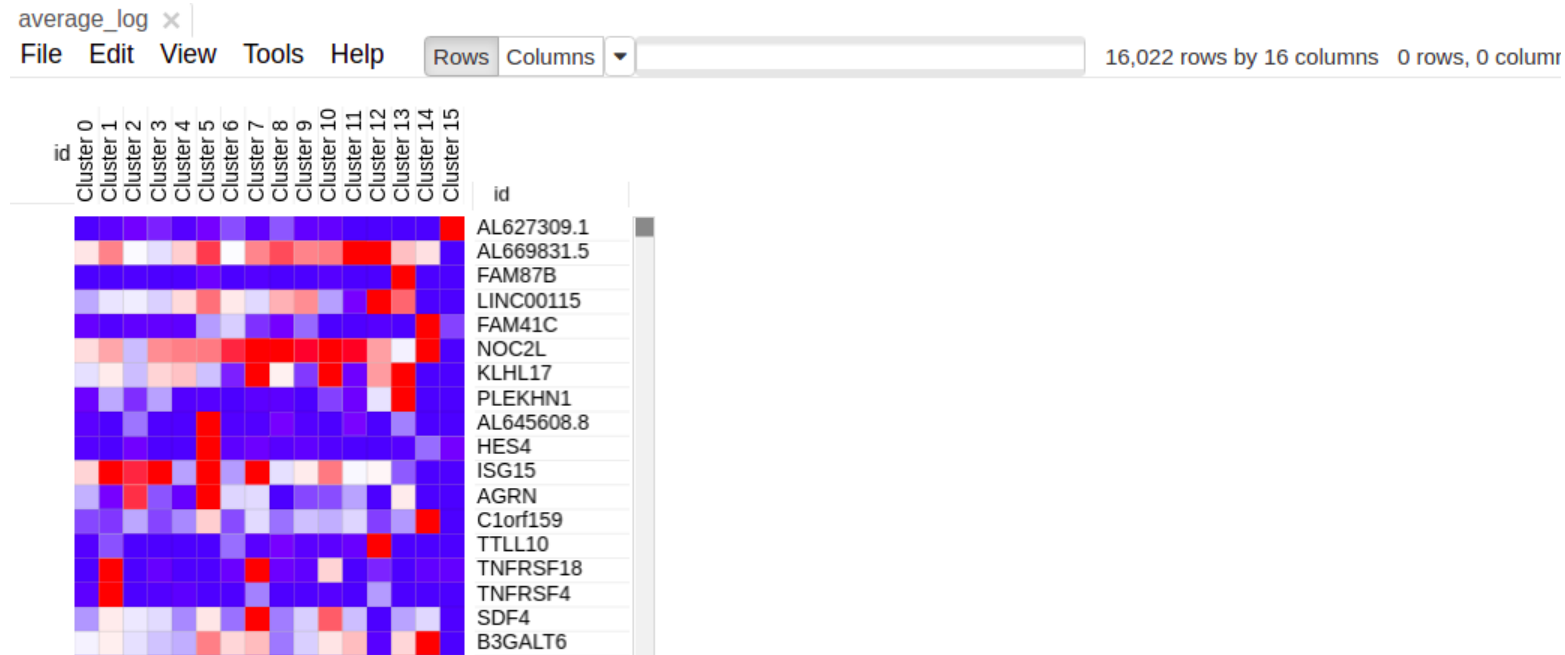 average_log ×
File Edit View Tools Help Rows Columns 16,022 rows by 16 columns 0 rows, 0 column
id Cluster 0 Cluster 1 Cluster 2 Cluster 3 Cluster 4 Cluster 5 Cluster 6 Cluster 7 Cluster 8 Cluster 9 Cluster 10 Cluster 11 Cluster 12 Cluster 13 Cluster 14 Cluster 15
id
AL627309.1
AL669831.5
FAM87B
LINC00115
FAM41C
NOC2L
KLHL17
PLEKHN1
AL645608.8
HES4
ISG15
AGRN
C1orf159
TTLL10
TNFRSF18
TNFRSF4
SDF4
B3GALT6